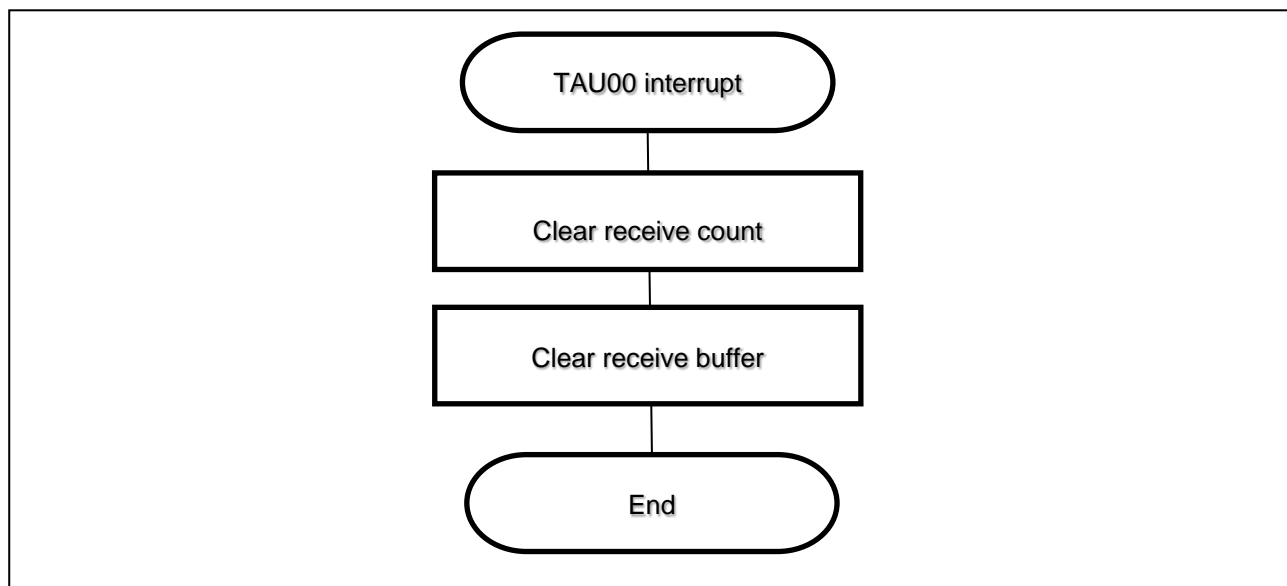 TAU00 interrupt
Clear receive count
Clear receive buffer
End